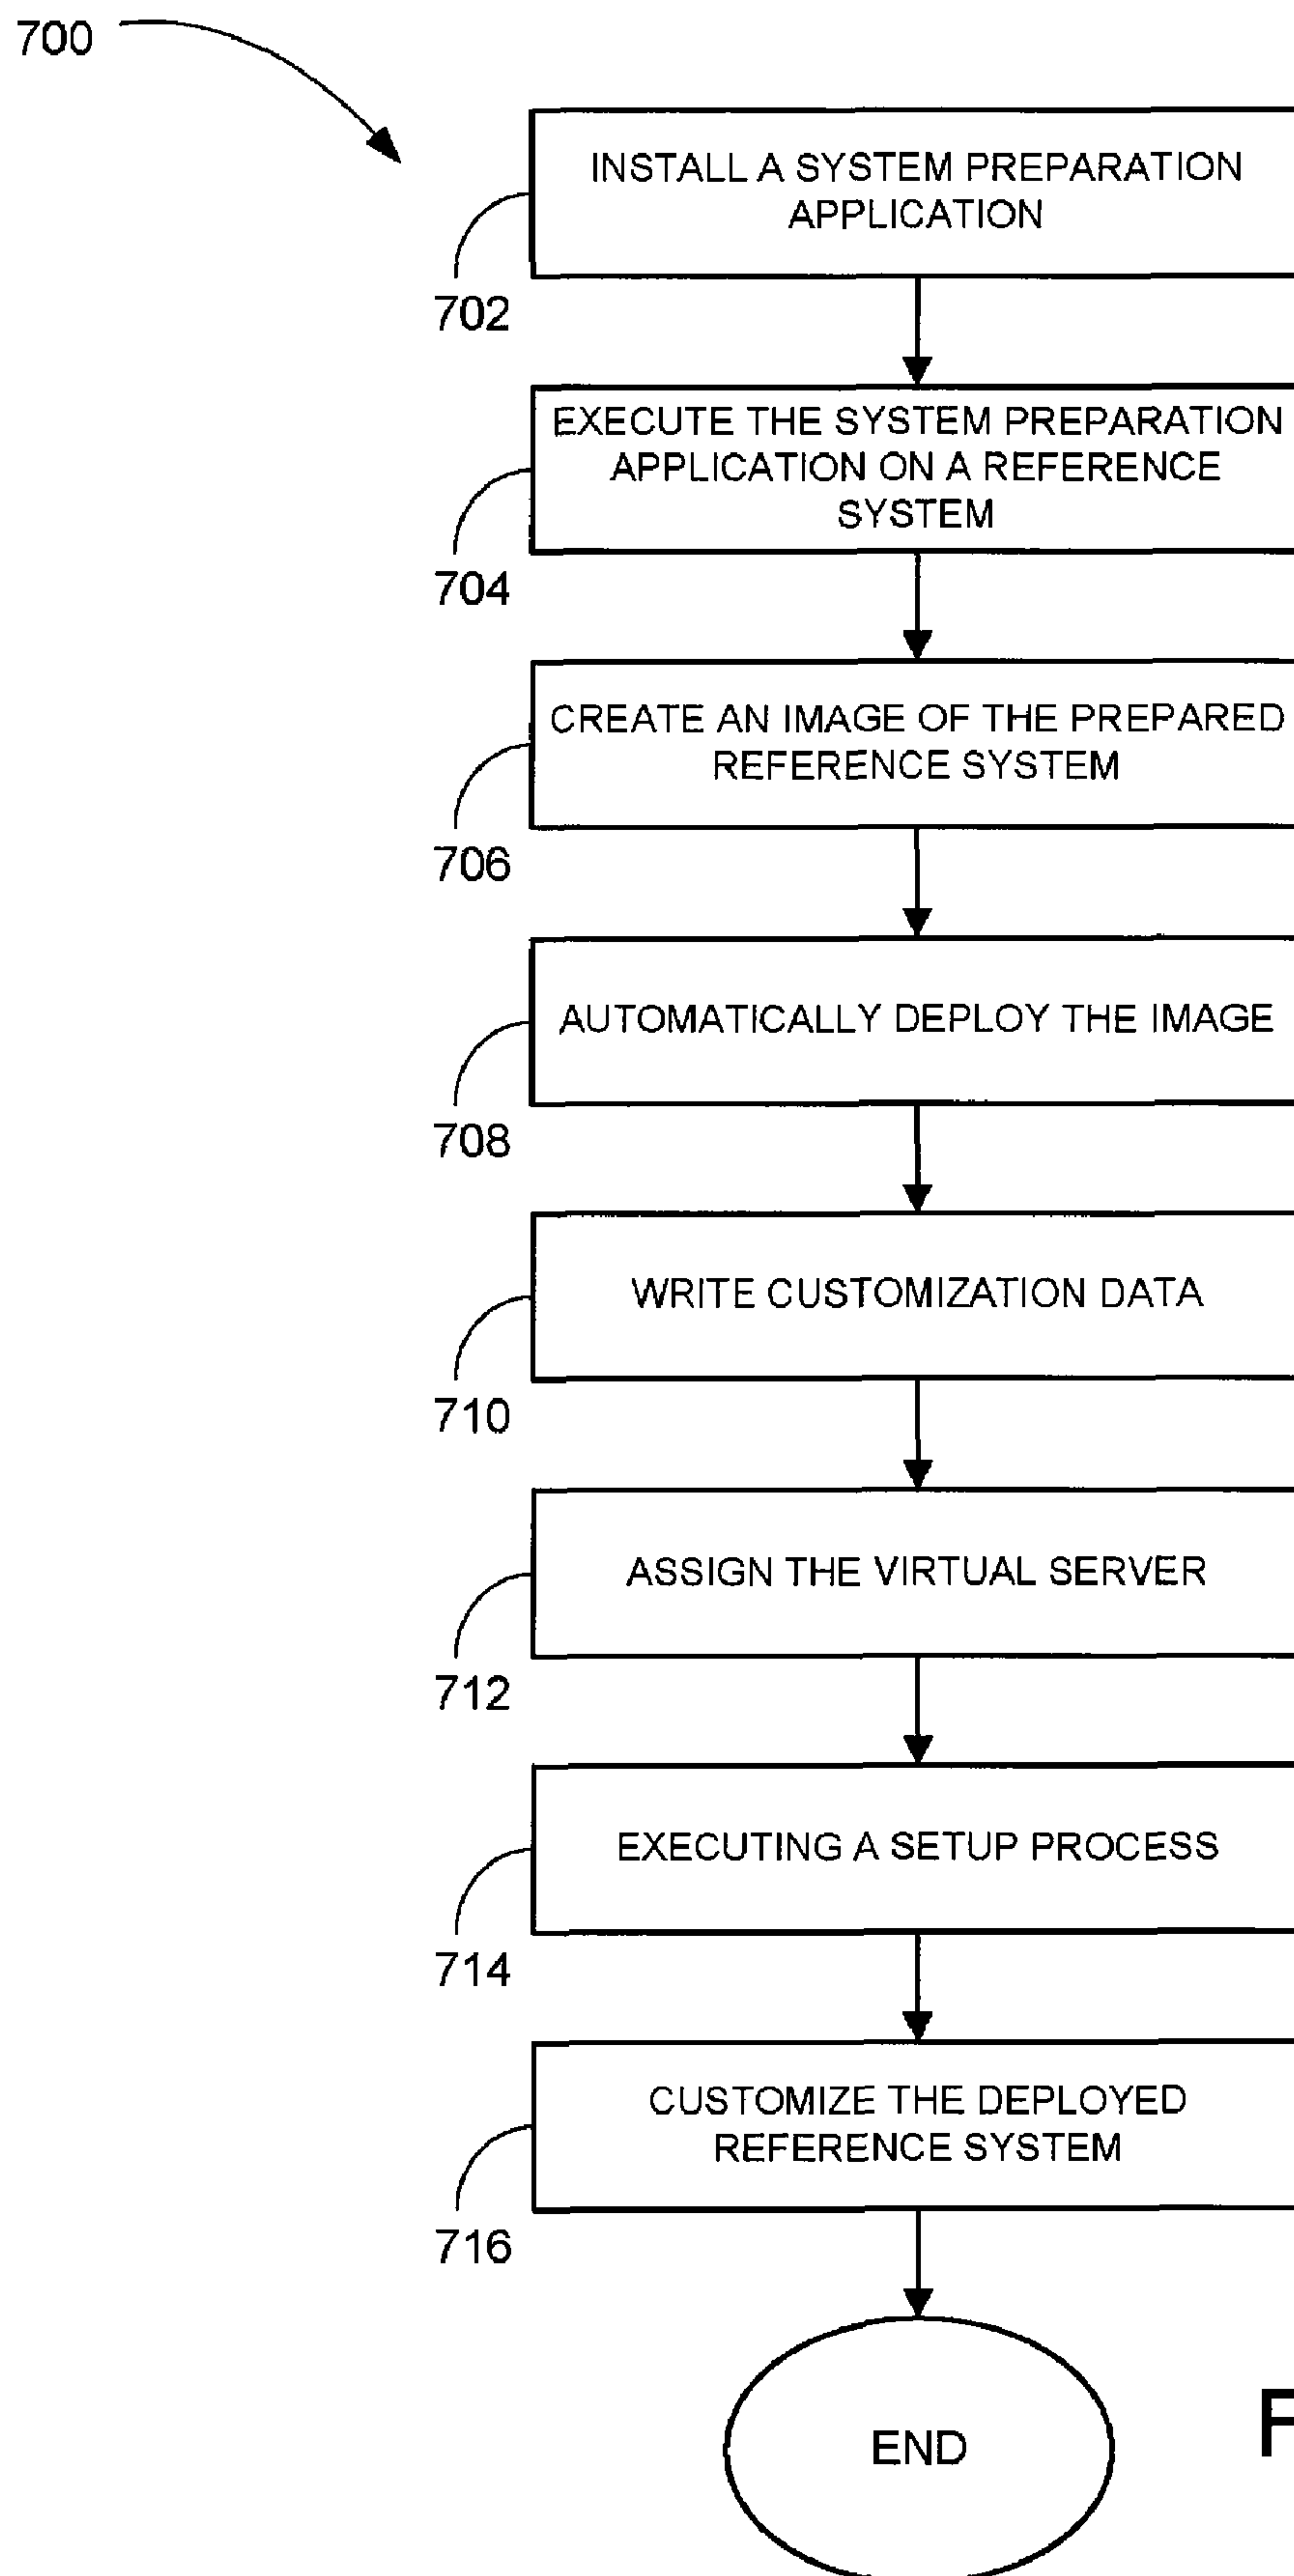 700
INSTALL A SYSTEM PREPARATION
APPLICATION
702
EXECUTE THE SYSTEM PREPARATION
APPLICATION ON A REFERENCE
SYSTEM
704
CREATE AN IMAGE OF THE PREPARED
REFERENCE SYSTEM
706
AUTOMATICALLY DEPLOY THE IMAGE
708
WRITE CUSTOMIZATION DATA
710
ASSIGN THE VIRTUAL SERVER
712
EXECUTING A SETUP PROCESS
714
CUSTOMIZE THE DEPLOYED
REFERENCE SYSTEM
716
END